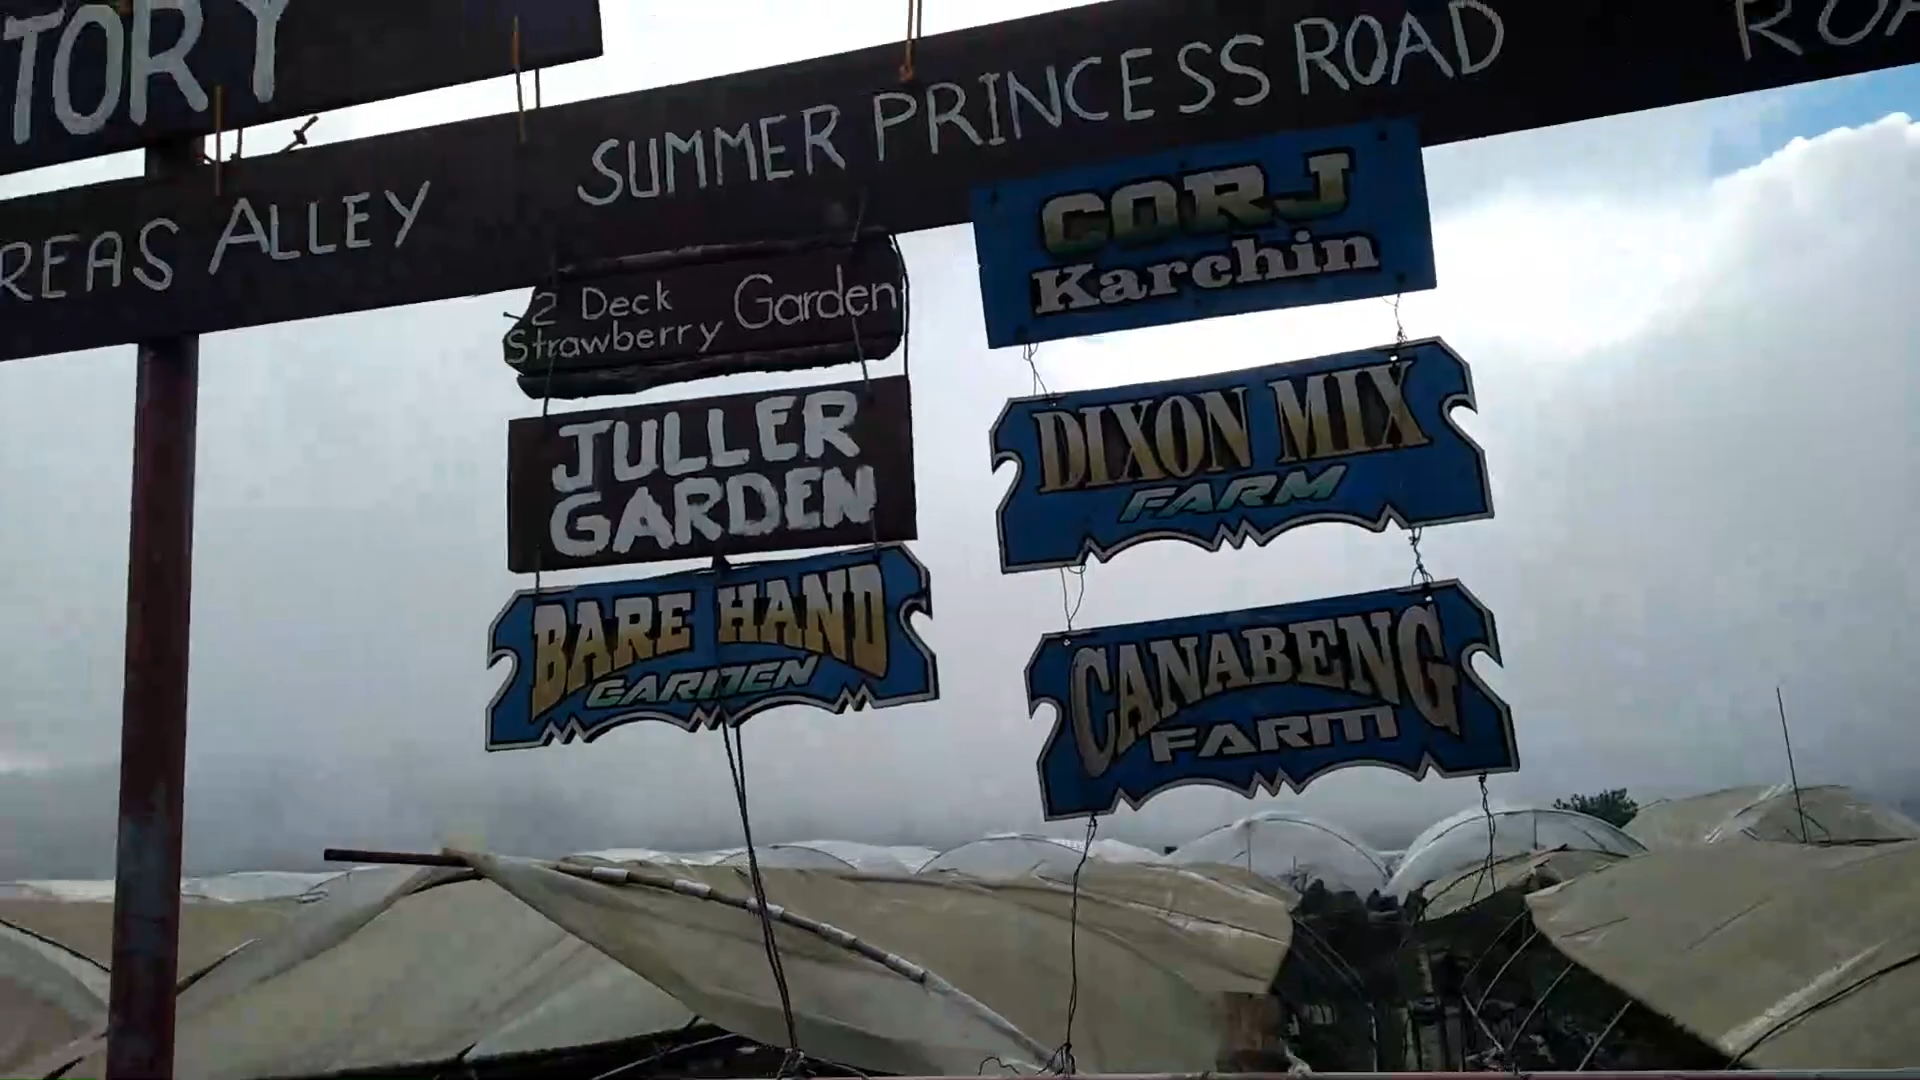 TORY
REAS ALLEY
SUMMER PRINCESS ROAD
2 Deck
Strawberry Garden
JULLER
GARDEN
BARE HAND
GARDEN
CORJ
Karchin
DIXON MIX
FARM
CANABENG
FARM